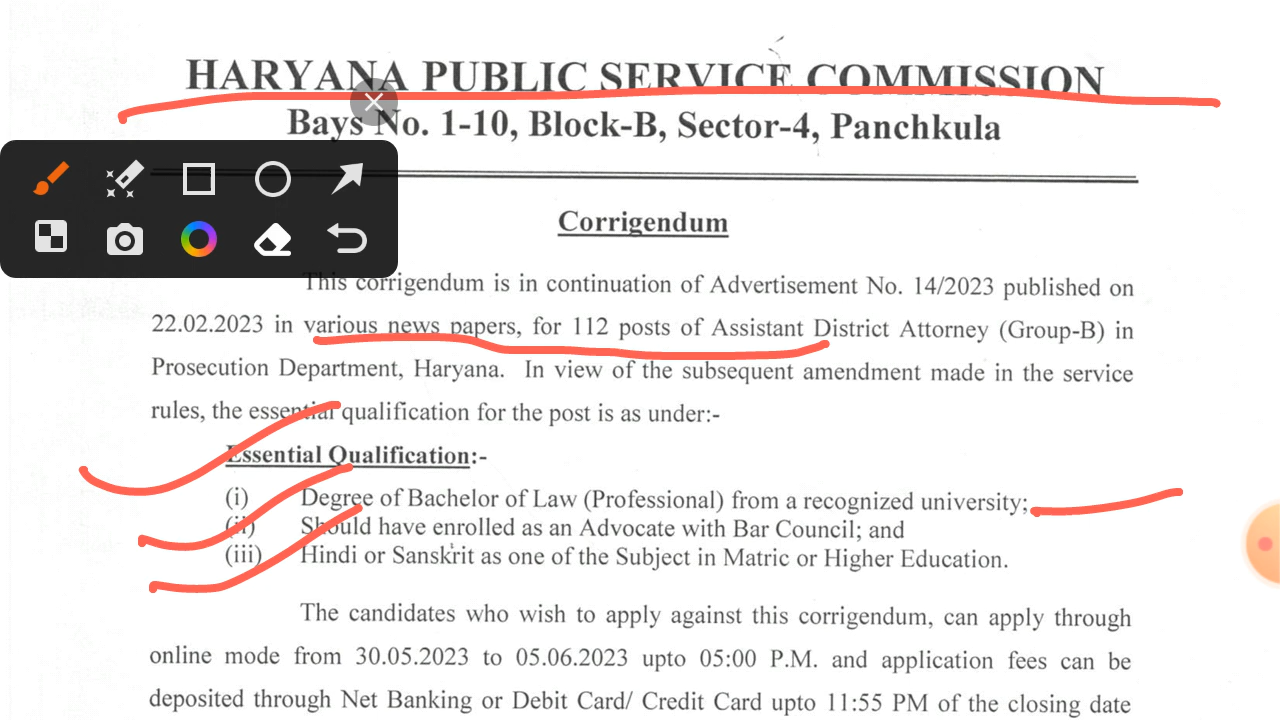 HARYANA PUBLIC SERVICE COMMISSION
Bays No. 1-10, Block-B, Sector-4, Panchkula
Corrigendum
This corrigendum is in continuation of Advertisement No. 14/2023 published on
22.02.2023 in various news papers, for 112 posts of Assistant District Attorney (Group-B) in
Prosecution Department, Haryana. In view of the subsequent amendment made in the service
rules, the essential qualification for the post is as under:-
Essential Qualification:-
(i) Degree of Bachelor of Law (Professional) from a recognized university;
(ii) Should have enrolled as an Advocate with Bar Council; and
(iii) Hindi or Sanskrit as one of the Subject in Matric or Higher Education.
The candidates who wish to apply against this corrigendum, can apply through
online mode from 30.05.2023 to 05.06.2023 upto 05:00 P.M. and application fees can be
deposited through Net Banking or Debit Card/ Credit Card upto 11:55 PM of the closing date